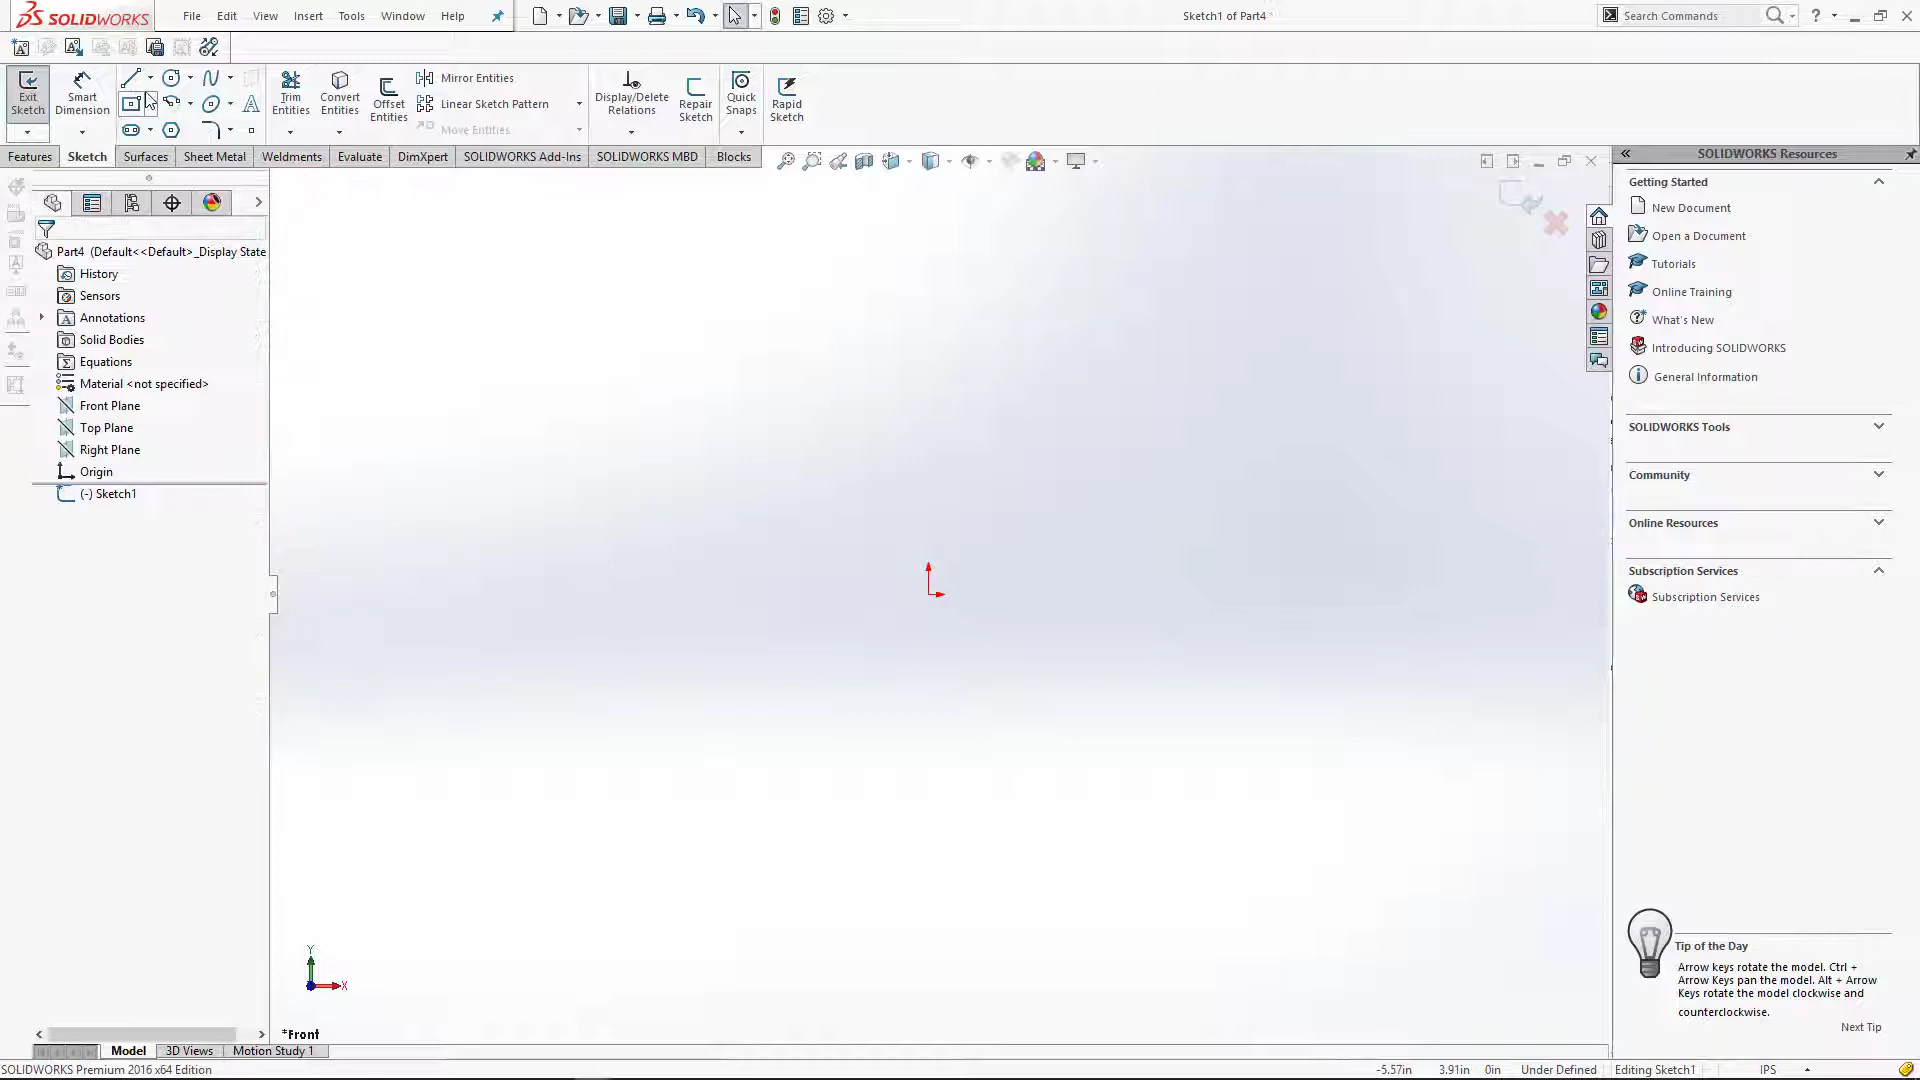 SOLIDWORKS File Edit View Insert Tools Window Help Sketch1 of Part4 * Search Commands ?
Exit Sketch
Smart Dimension
Trim Entities
Convert Entities
Offset Entities
Mirror Entities
Linear Sketch Pattern
Move Entities
Display/Delete Relations
Repair Sketch
Quick Snaps
Rapid Sketch
Features Sketch Surfaces Sheet Metal Weldments Evaluate DimXpert SOLIDWORKS Add-Ins SOLIDWORKS MBD Blocks
Part4 (Default<<Default>_Display State
History
Sensors
Annotations
Solid Bodies
Equations
Material <not specified>
Front Plane
Top Plane
Right Plane
Origin
(-) Sketch1
Y
X
*Front
SOLIDWORKS Resources
Getting Started
New Document
Open a Document
Tutorials
Online Training
What's New
Introducing SOLIDWORKS
General Information
SOLIDWORKS Tools
Community
Online Resources
Subscription Services
Subscription Services
Tip of the Day
Arrow keys rotate the model. Ctrl +
Arrow Keys pan the model. Alt + Arrow
Keys rotate the model clockwise and
counterclockwise.
Next Tip
Model 3D Views Motion Study 1
SOLIDWORKS Premium 2016 x64 Edition -5.57in 3.91in 0in Under Defined Editing Sketch1 IPS